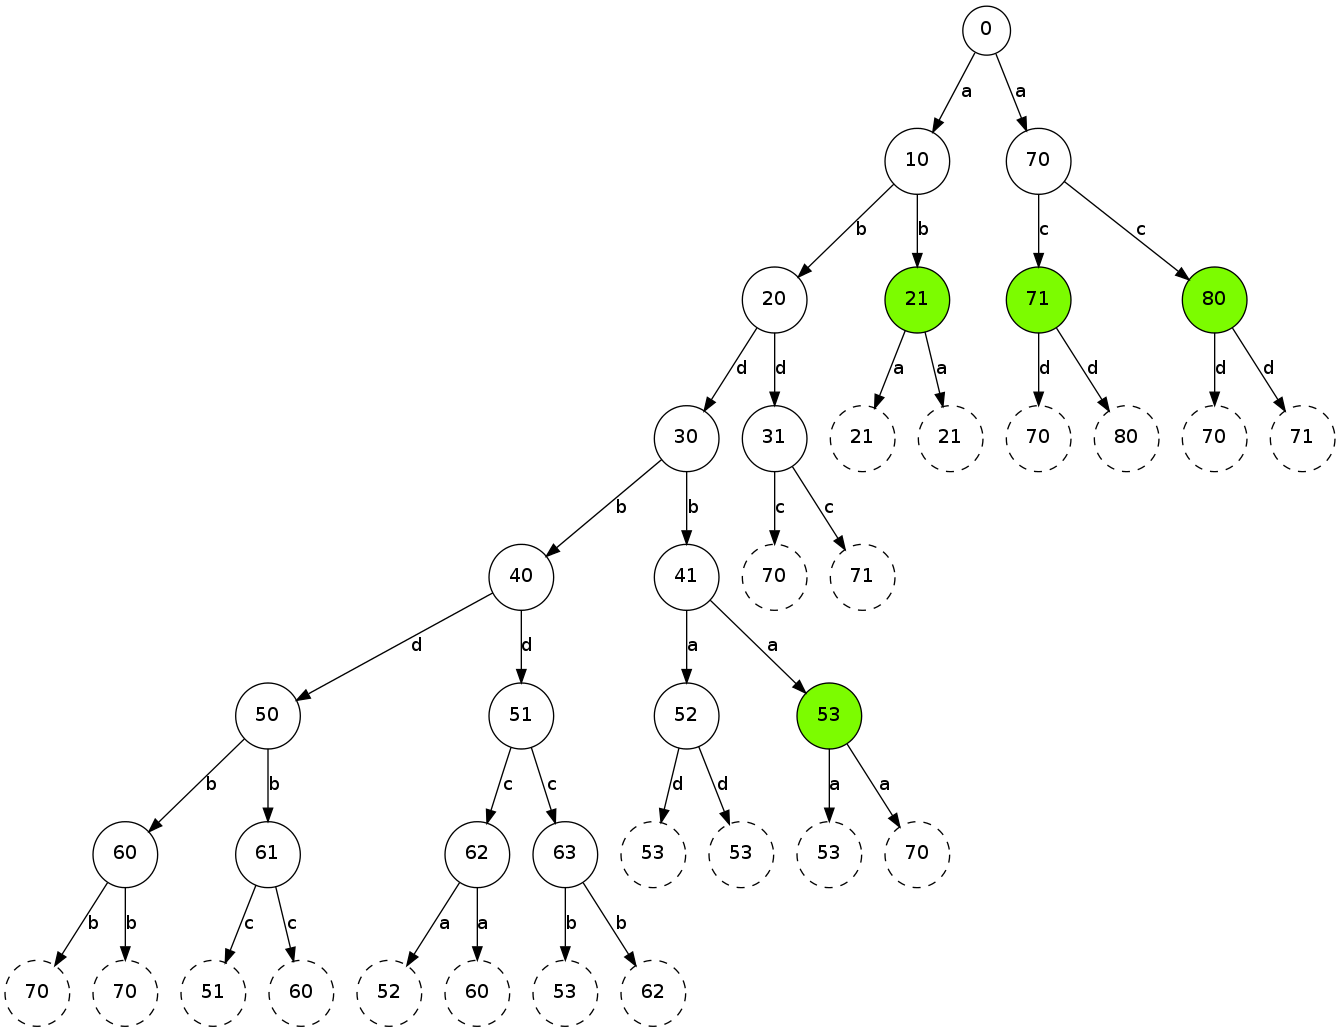 0
a a
10 70
b b c c
20 21 71 80
d d a a d d d d
30 31 21 21 70 80 70 71
b b c c
40 41 70 71
d d a a
50 51 52 53
b b c c d d a a
60 61 62 63 53 53 53 70
b b c c a a b b
70 70 51 60 52 60 53 62